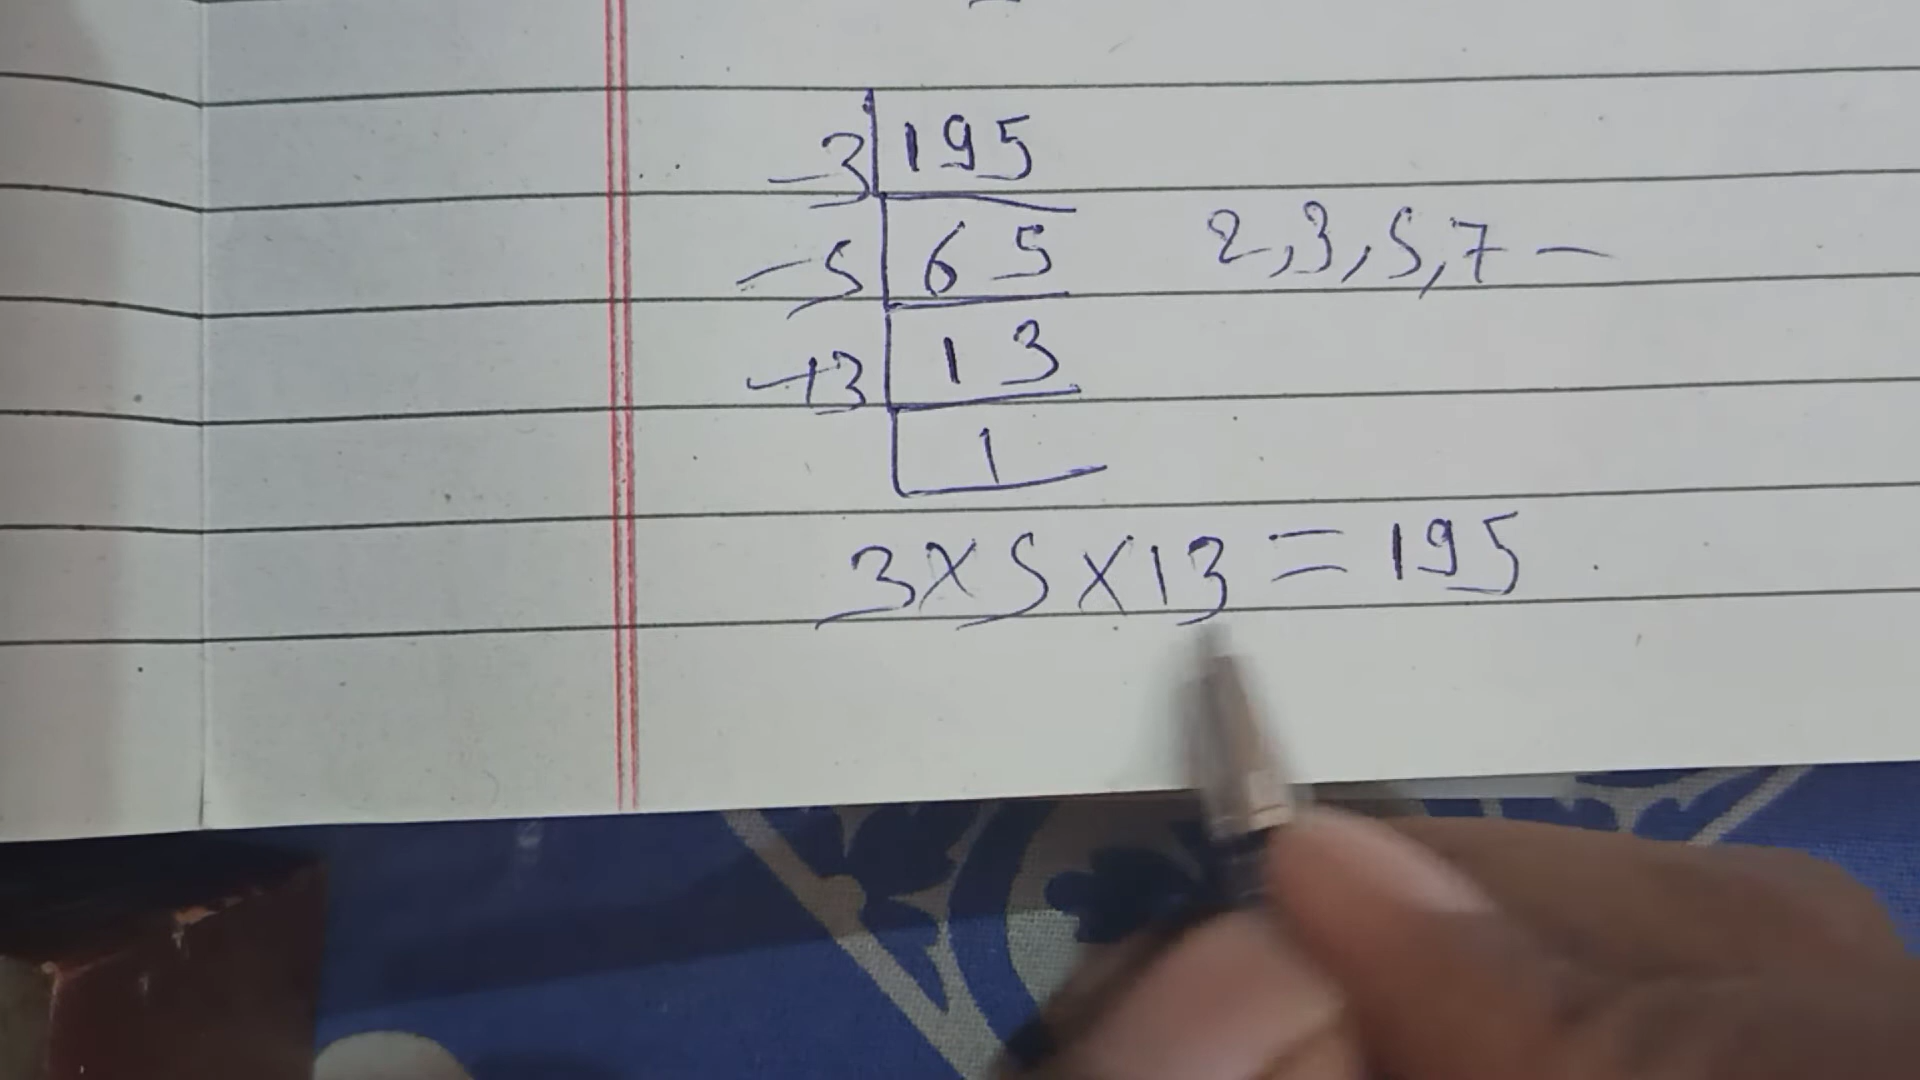 3 195
5 65 2,3,5,7 —
13 13
1
3 × 5 × 13 = 195